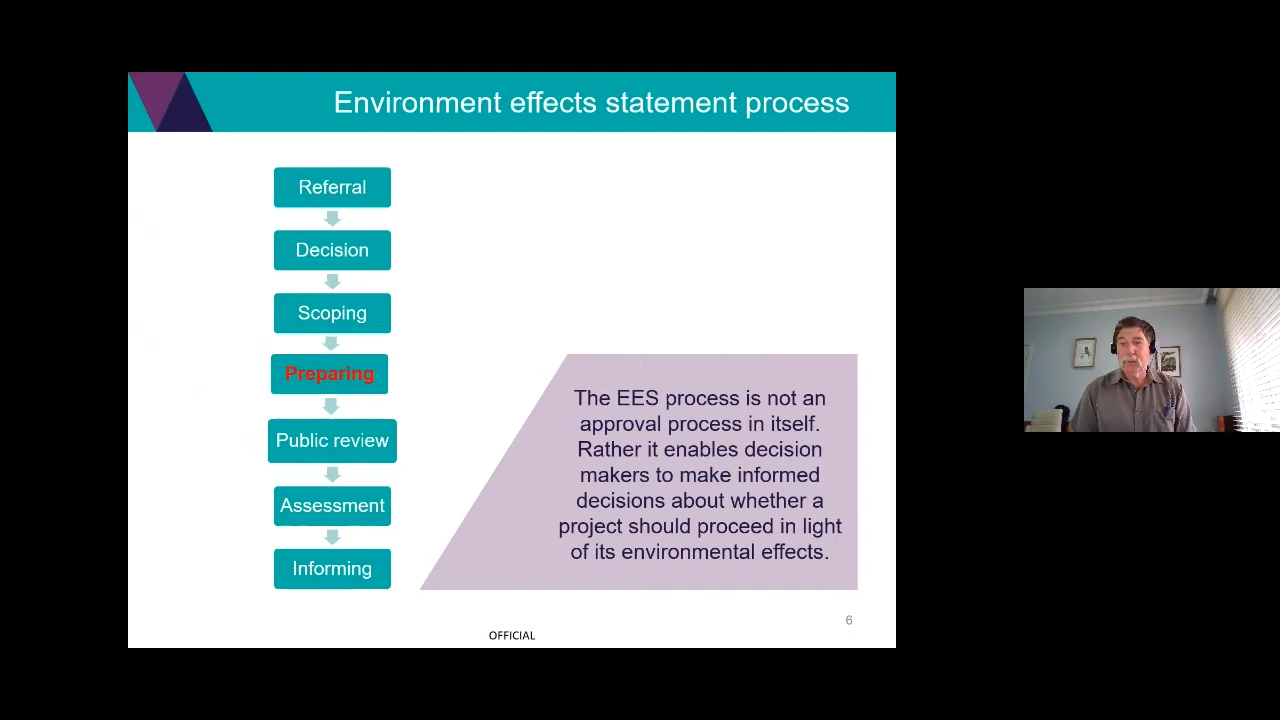 Environment effects statement process
Referral
Decision
Scoping
Preparing
Public review
Assessment
Informing
The EES process is not an
approval process in itself.
Rather it enables decision
makers to make informed
decisions about whether a
project should proceed in light
of its environmental effects.
6
OFFICIAL